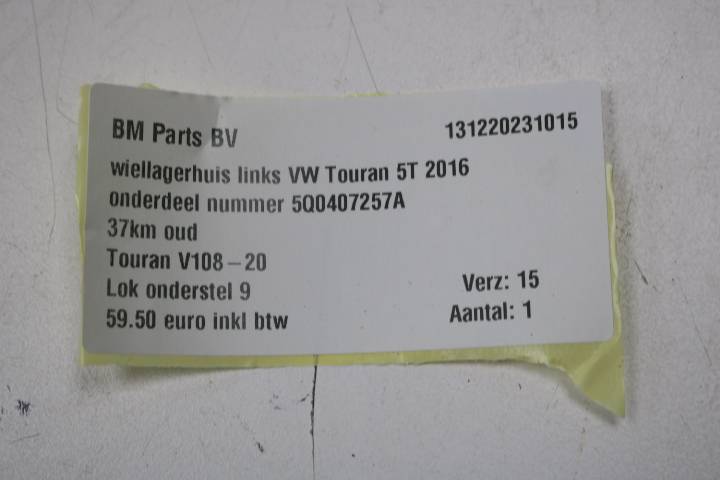 BM Parts BV 131220231015
wiellagerhuis links VW Touran 5T 2016
onderdeel nummer 5Q0407257A
37km oud
Touran V108-20
Lok onderstel 9 Verz: 15
59.50 euro inkl btw Aantal: 1